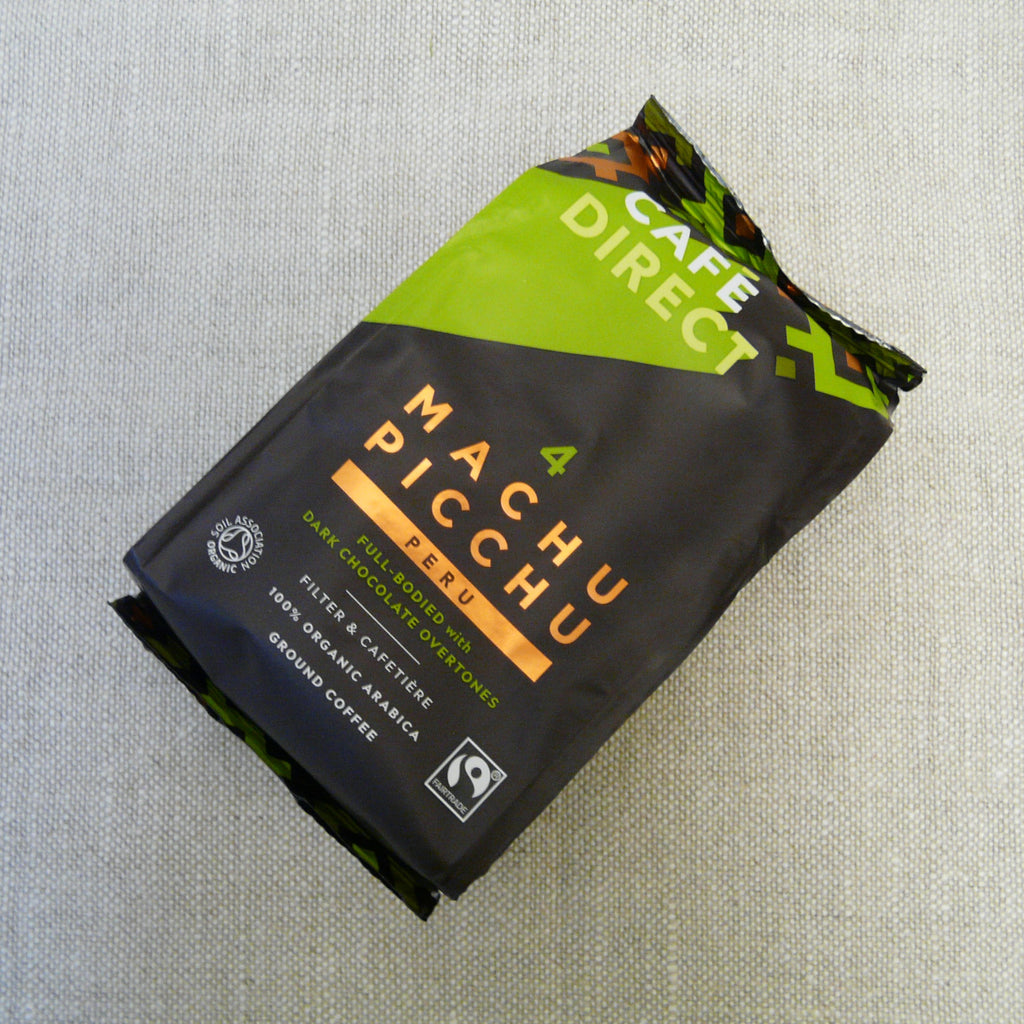 CAFÉ
DIRECT
4
MACHU
PICCHU
PERU
FULL-BODIED with
DARK CHOCOLATE OVERTONES
FILTER & CAFETIÈRE
100% ORGANIC ARABICA
GROUND COFFEE
SOIL ASSOCIATION
ORGANIC
FAIRTRADE
®